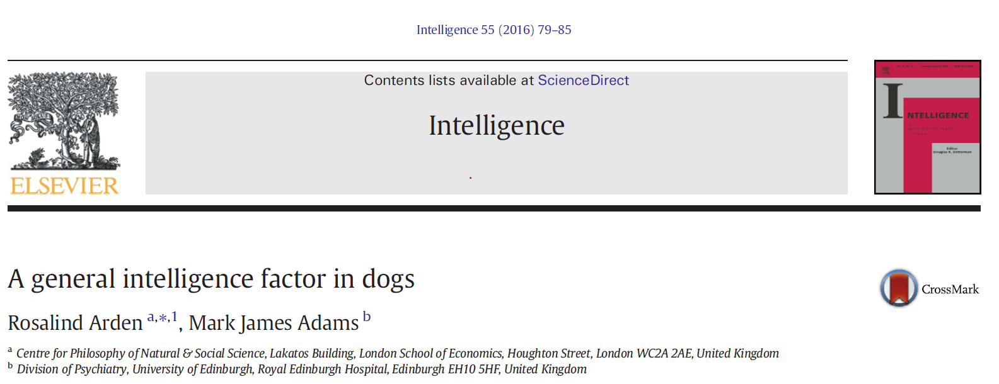 Intelligence 55 (2016) 79–85
Contents lists available at ScienceDirect
Intelligence
ELSEVIER
INTELLIGENCE
A
MULTIDISCIPLINARY
JOURNAL
Editor:
Douglas K. Detterman
A general intelligence factor in dogs
CrossMark
Rosalind Arden a,*,1, Mark James Adams b
a Centre for Philosophy of Natural & Social Science, Lakatos Building, London School of Economics, Houghton Street, London WC2A 2AE, United Kingdom
b Division of Psychiatry, University of Edinburgh, Royal Edinburgh Hospital, Edinburgh EH10 5HF, United Kingdom